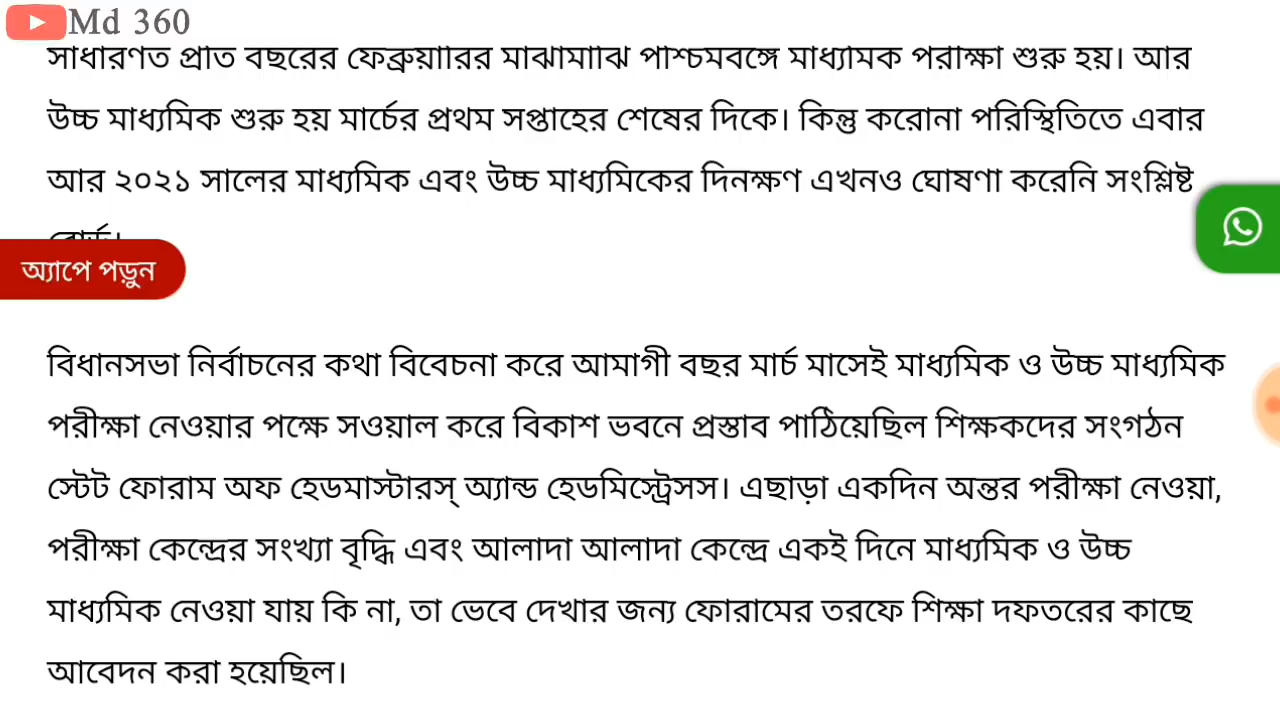 Md 360
সাধারণত প্রতি বছরের ফেব্রুয়ারির মাঝামাঝি পশ্চিমবঙ্গে মাধ্যমিক পরীক্ষা শুরু হয়। আর
উচ্চ মাধ্যমিক শুরু হয় মার্চের প্রথম সপ্তাহের শেষের দিকে। কিন্তু করোনা পরিস্থিতিতে এবার
আর ২০২১ সালের মাধ্যমিক এবং উচ্চ মাধ্যমিকের দিনক্ষণ এখনও ঘোষণা করেনি সংশ্লিষ্ট
অ্যাপে পড়ুন
বিধানসভা নির্বাচনের কথা বিবেচনা করে আমাগী বছর মার্চ মাসেই মাধ্যমিক ও উচ্চ মাধ্যমিক
পরীক্ষা নেওয়ার পক্ষে সওয়াল করে বিকাশ ভবনে প্রস্তাব পাঠিয়েছিল শিক্ষকদের সংগঠন
স্টেট ফোরাম অফ হেডমাস্টারস্ অ্যান্ড হেডমিস্ট্রেসস। এছাড়া একদিন অন্তর পরীক্ষা নেওয়া,
পরীক্ষা কেন্দ্রের সংখ্যা বৃদ্ধি এবং আলাদা আলাদা কেন্দ্রে একই দিনে মাধ্যমিক ও উচ্চ
মাধ্যমিক নেওয়া যায় কি না, তা ভেবে দেখার জন্য ফোরামের তরফে শিক্ষা দফতরের কাছে
আবেদন করা হয়েছিল।